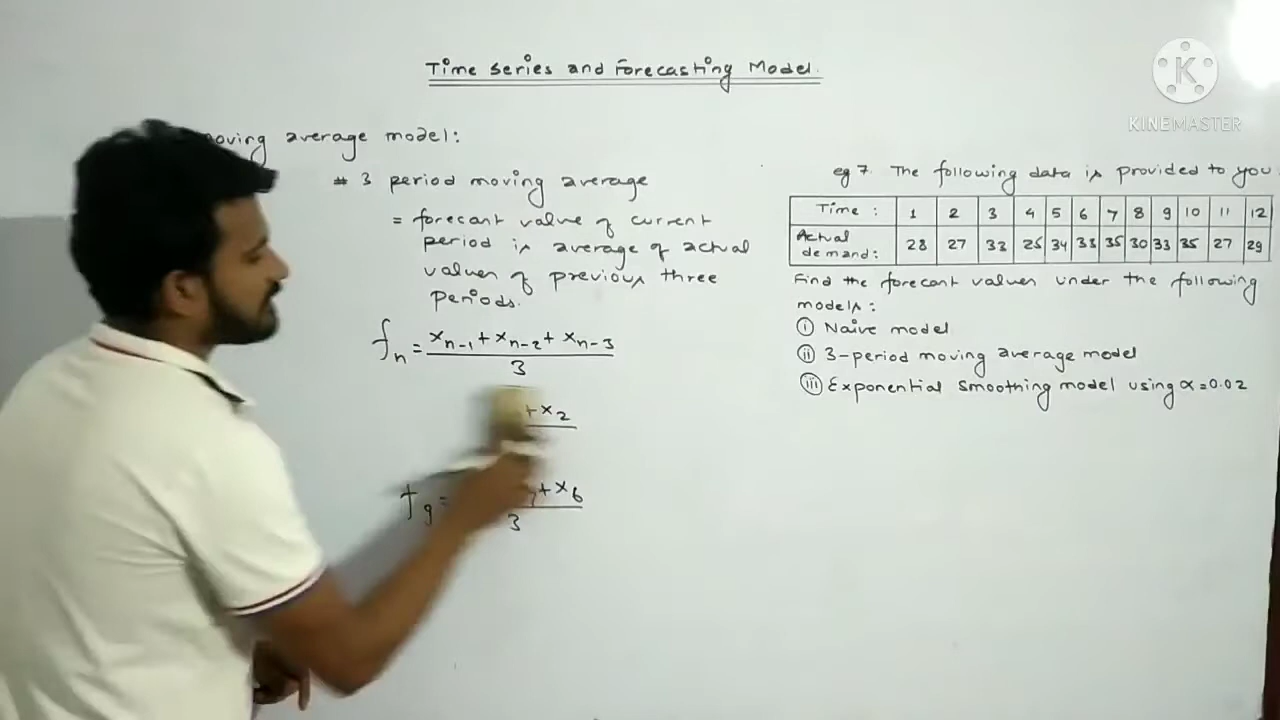 Time Series and Forecasting Model.
moving average model:
# 3 period moving average
= forecast value of current
period is average of actual
values of previous three
periods.
fn = xn-1 + xn-2 + xn-3
3
+ x2
f9 = + x6
3
eg 7. The following data is provided to you
Time : 1 2 3 4 5 6 7 8 9 10 11 12
Actual demand: 28 27 33 25 34 33 35 30 33 35 27 29
Find the forecast values under the following
models:
(i) Naive model
(ii) 3-period moving average model
(iii) Exponential smoothing model using α = 0.02
KINEMASTER